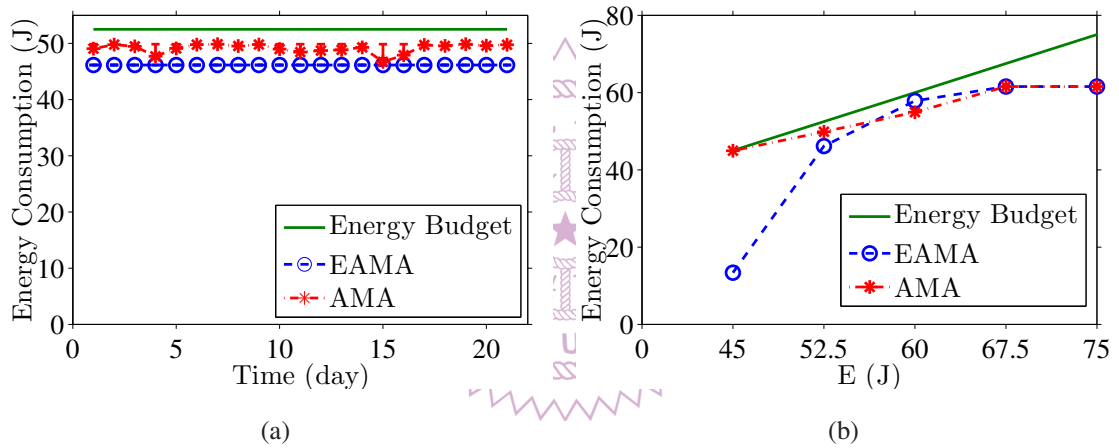 Energy Consumption (J)
50
40
30
20
10
0
0 5 10 15 20
Time (day)
Energy Budget
EAMA
AMA
(a)
Energy Consumption (J)
80
60
40
20
0
0 45 52.5 60 67.5 75
E (J)
Energy Budget
EAMA
AMA
(b)